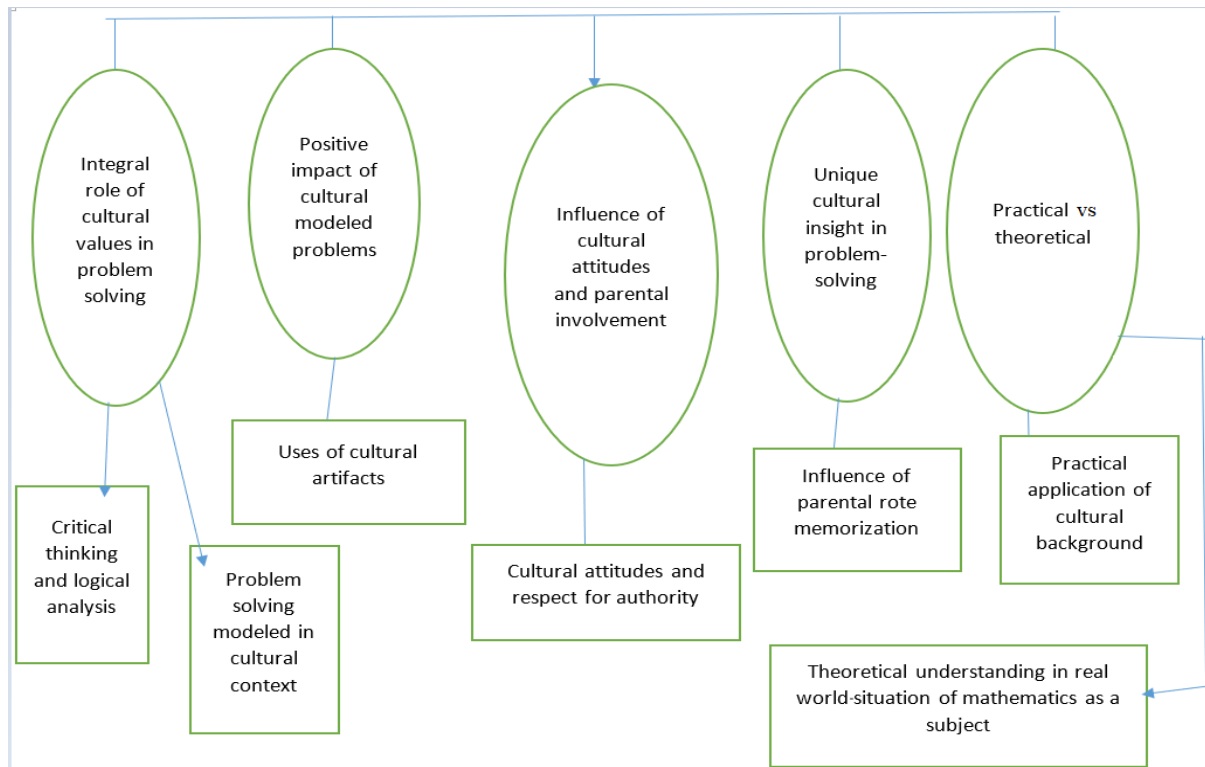 Integral
role of
cultural
values in
problem
solving
Positive
impact of
cultural
modeled
problems
Influence of
cultural
attitudes
and parental
involvement
Unique
cultural
insight in
problem-
solving
Practical vs
theoretical
Critical
thinking
and logical
analysis
Problem
solving
modeled in
cultural
context
Uses of cultural
artifacts
Cultural attitudes and
respect for authority
Influence of
parental rote
memorization
Practical
application of
cultural
background
Theoretical understanding in real
world-situation of mathematics as a
subject